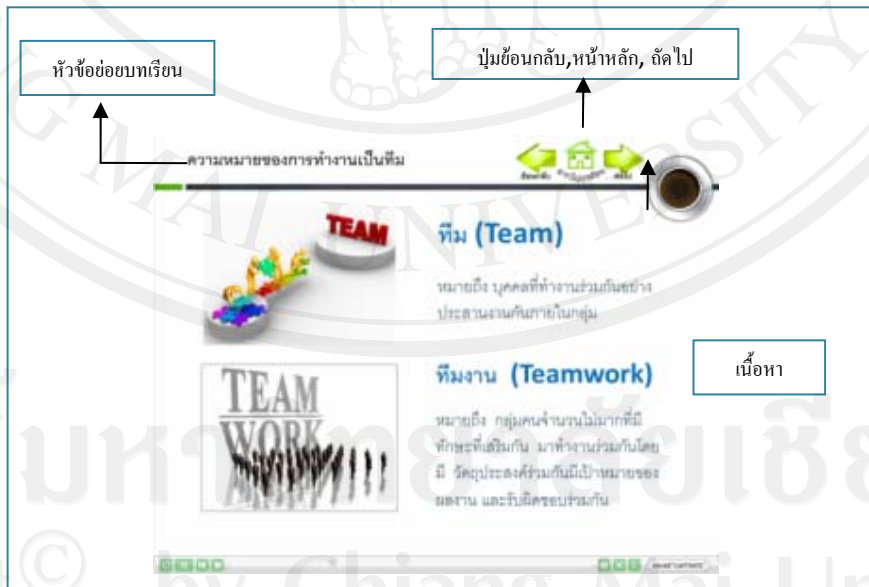 หัวข้อย่อยบทเรียน
ปุ่มย้อนกลับ,หน้าหลัก, ถัดไป
ความหมายของการทำงานเป็นทีม
TEAM
ทีม (Team)
หมายถึง บุคคลที่ทำงานร่วมกันอย่าง
ประสานงานกันภายในกลุ่ม
เนื้อหา
TEAM
WORK
ทีมงาน (Teamwork)
หมายถึง กลุ่มคนจำนวนไม่มากที่มี
ทักษะที่เสริมกัน มาทำงานร่วมกันโดย
มี วัตถุประสงค์ร่วมกันมีเป้าหมายของ
ผลงาน และรับผิดชอบร่วมกัน
MAI UNIVERSITY
© by Chiang Mai Un